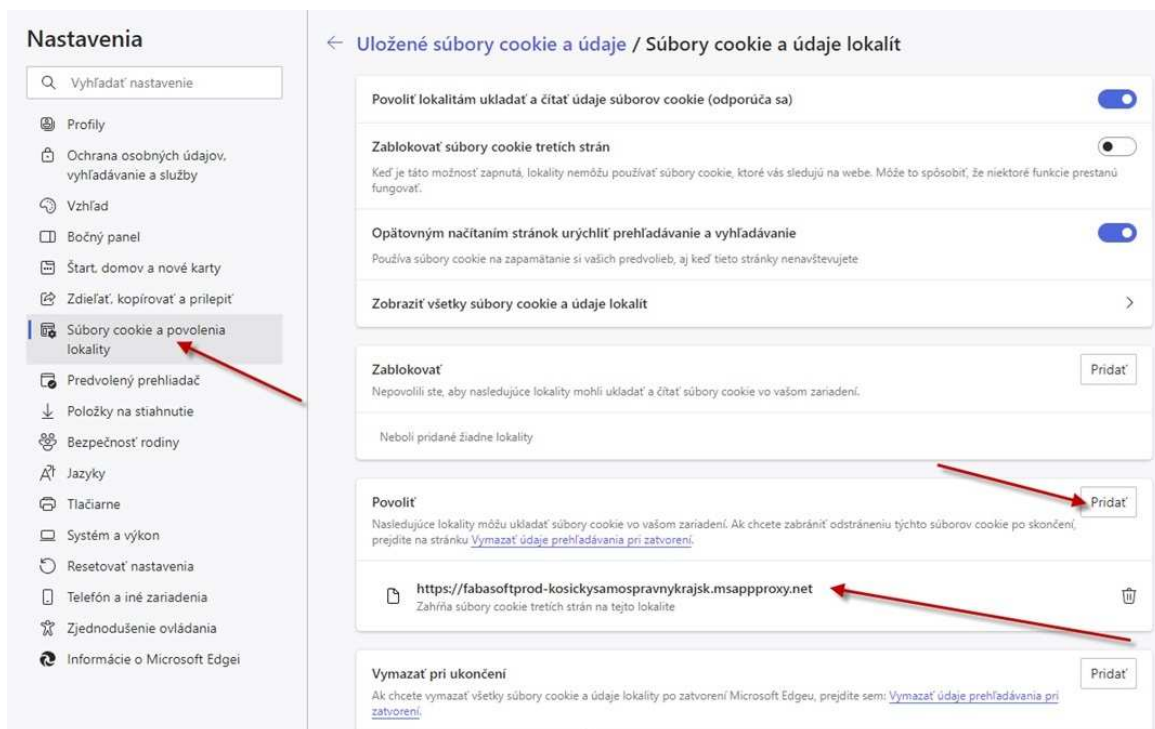 Nastavenia
Vyhľadať nastavenie
Profily
Ochrana osobných údajov,
vyhľadávanie a služby
Vzhľad
Bočný panel
Štart, domov a nové karty
Zdieľať, kopírovať a prilepiť
Súbory cookie a povolenia
lokality
Predvolený prehliadač
Položky na stiahnutie
Bezpečnosť rodiny
Jazyky
Tlačiarne
Systém a výkon
Resetovať nastavenia
Telefón a iné zariadenia
Zjednodušenie ovládania
Informácie o Microsoft Edgei
Uložené súbory cookie a údaje / Súbory cookie a údaje lokalít
Povoliť lokalitám ukladať a čítať údaje súborov cookie (odporúča sa)
Zablokovať súbory cookie tretích strán
Keď je táto možnosť zapnutá, lokality nemôžu používať súbory cookie, ktoré vás sledujú na webe. Môže to spôsobiť, že niektoré funkcie prestanú
fungovať.
Opätovným načítaním stránok urýchliť prehľadávanie a vyhľadávanie
Používa súbory cookie na zapamätanie si vašich predvolieb, aj keď tieto stránky nenavštevujete
Zobraziť všetky súbory cookie a údaje lokalít
Zablokovať
Pridať
Nepovolili ste, aby nasledujúce lokality mohli ukladať a čítať súbory cookie vo vašom zariadení.
Neboli pridané žiadne lokality
Povoliť
Pridať
Nasledujúce lokality môžu ukladať súbory cookie vo vašom zariadení. Ak chcete zabrániť odstráneniu týchto súborov cookie po skončení,
prejdite na stránku Vymazať údaje prehľadávania pri zatvorení.
https://fabasoftprod-kosickysamospravnykrajsk.msappproxy.net
Zahŕňa súbory cookie tretích strán na tejto lokalite
Vymazať pri ukončení
Pridať
Ak chcete vymazať všetky súbory cookie a údaje lokality po zatvorení Microsoft Edgeu, prejdite sem: Vymazať údaje prehľadávania pri
zatvorení.